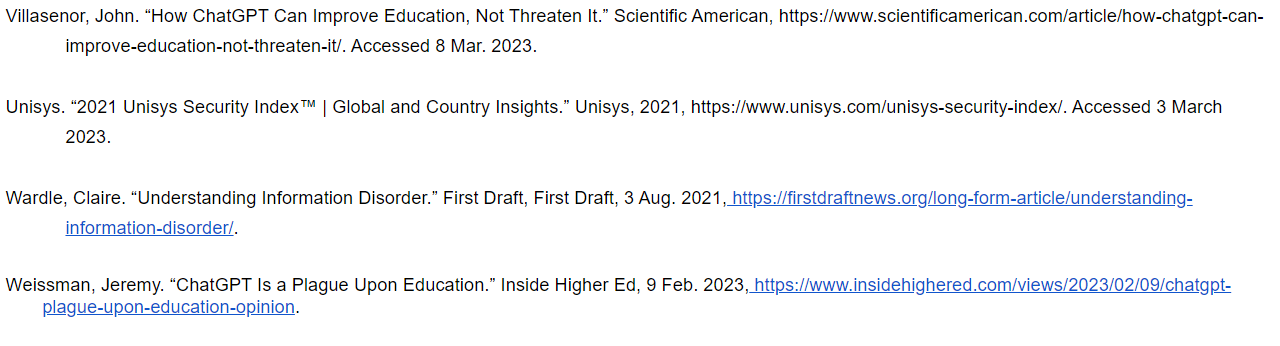 Villasenor, John. “How ChatGPT Can Improve Education, Not Threaten It.” Scientific American, https://www.scientificamerican.com/article/how-chatgpt-can-
improve-education-not-threaten-it/. Accessed 8 Mar. 2023.
Unisys. “2021 Unisys Security Index™ | Global and Country Insights.” Unisys, 2021, https://www.unisys.com/unisys-security-index/. Accessed 3 March
2023.
Wardle, Claire. “Understanding Information Disorder.” First Draft, First Draft, 3 Aug. 2021, https://firstdraftnews.org/long-form-article/understanding-
information-disorder/.
Weissman, Jeremy. “ChatGPT Is a Plague Upon Education.” Inside Higher Ed, 9 Feb. 2023, https://www.insidehighered.com/views/2023/02/09/chatgpt-
plague-upon-education-opinion.